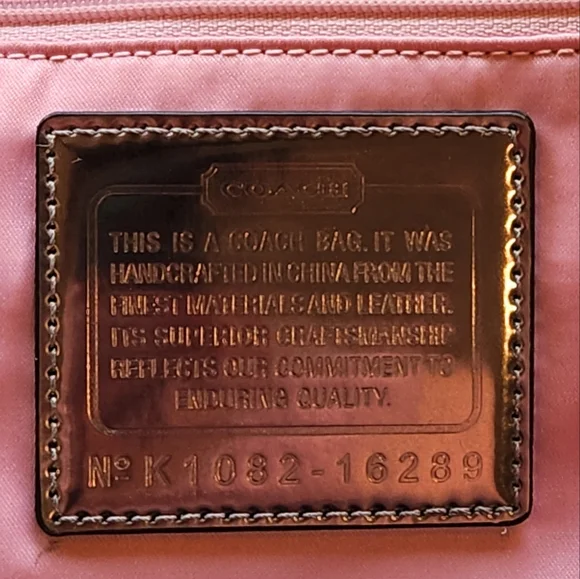 COACH
THIS IS A COACH BAG. IT WAS
HANDCRAFTED IN CHINA FROM THE
FINEST MATERIALS AND LEATHER.
ITS SUPERIOR CRAFTSMANSHIP
REFLECTS OUR COMMITMENT TO
ENDURING QUALITY.
Nº K1082-16289